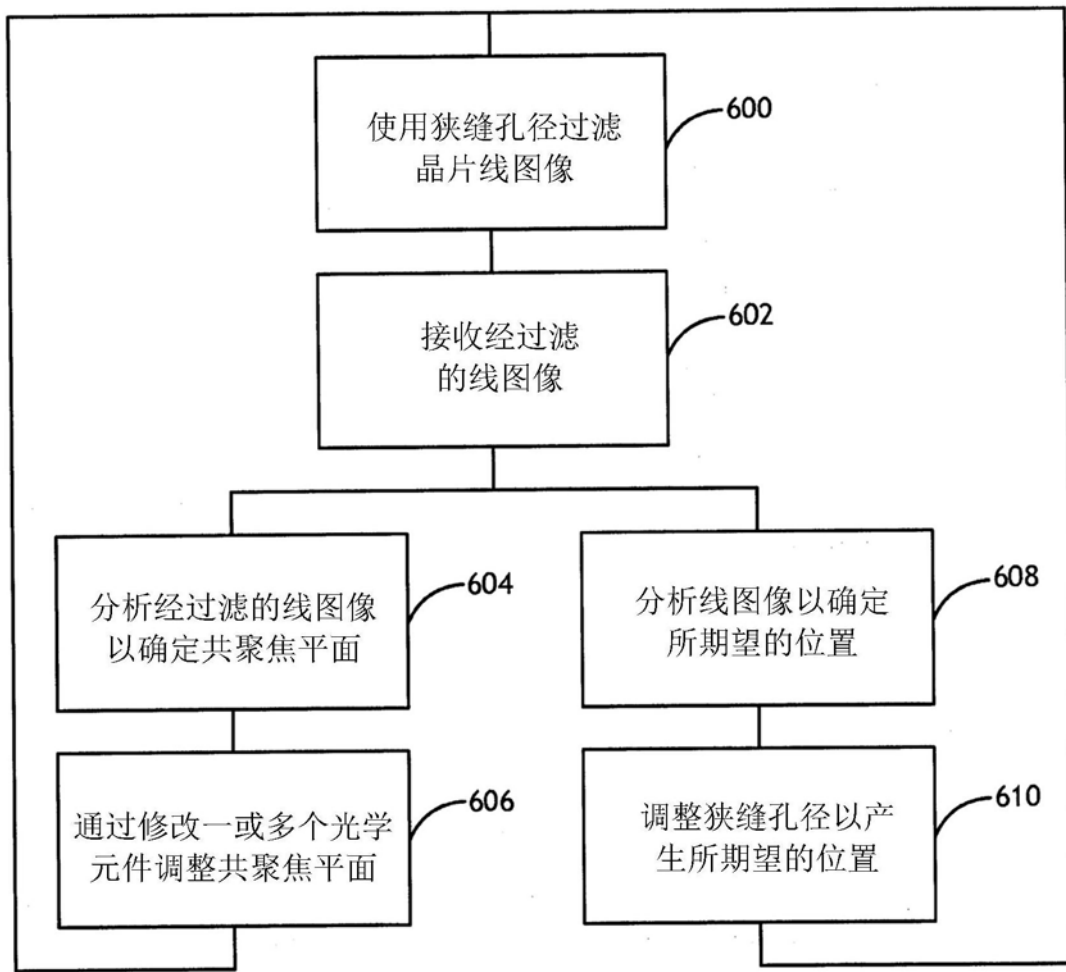 使用狭缝孔径过滤
晶片线图像
600
接收经过滤
的线图像
602
分析经过滤的线图像
以确定共聚焦平面
604
通过修改一或多个光学
元件调整共聚焦平面
606
分析线图像以确定
所期望的位置
608
调整狭缝孔径以产
生所期望的位置
610